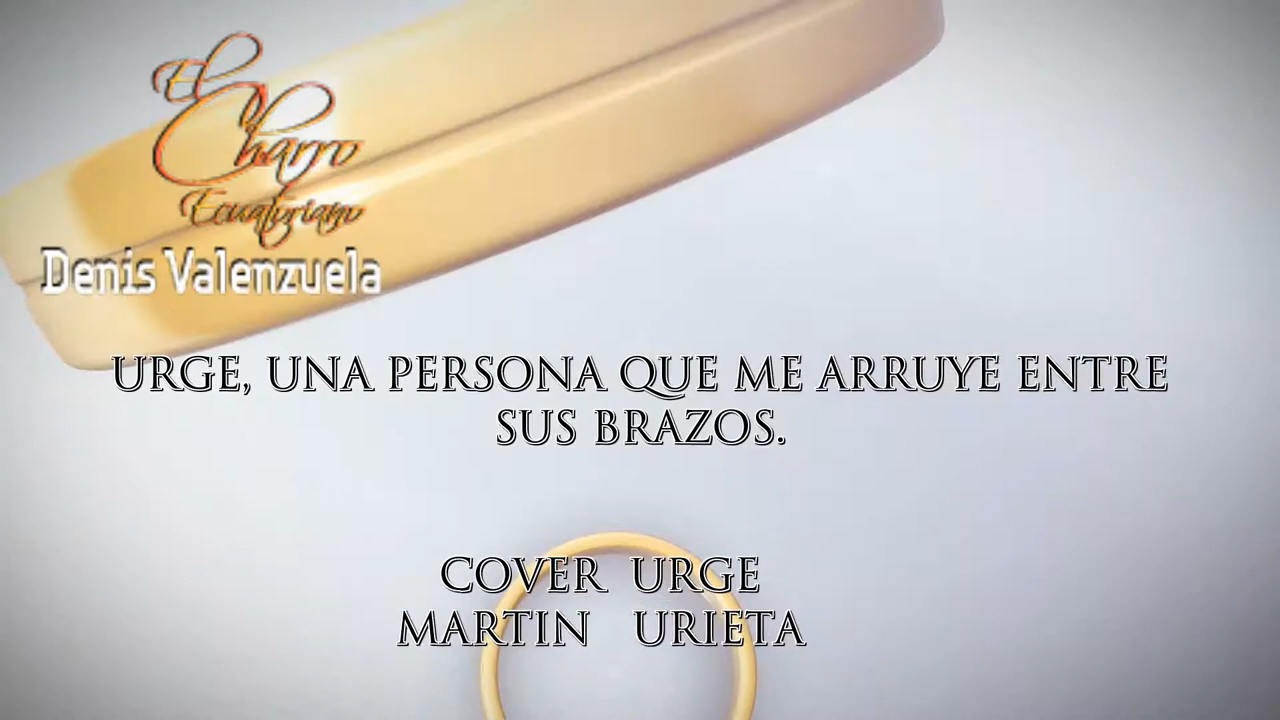 El
Charro
Ecuatoriano
Denis Valenzuela
URGE, UNA PERSONA QUE ME ARRUYE ENTRE
SUS BRAZOS.
COVER URGE
MARTIN URIETA